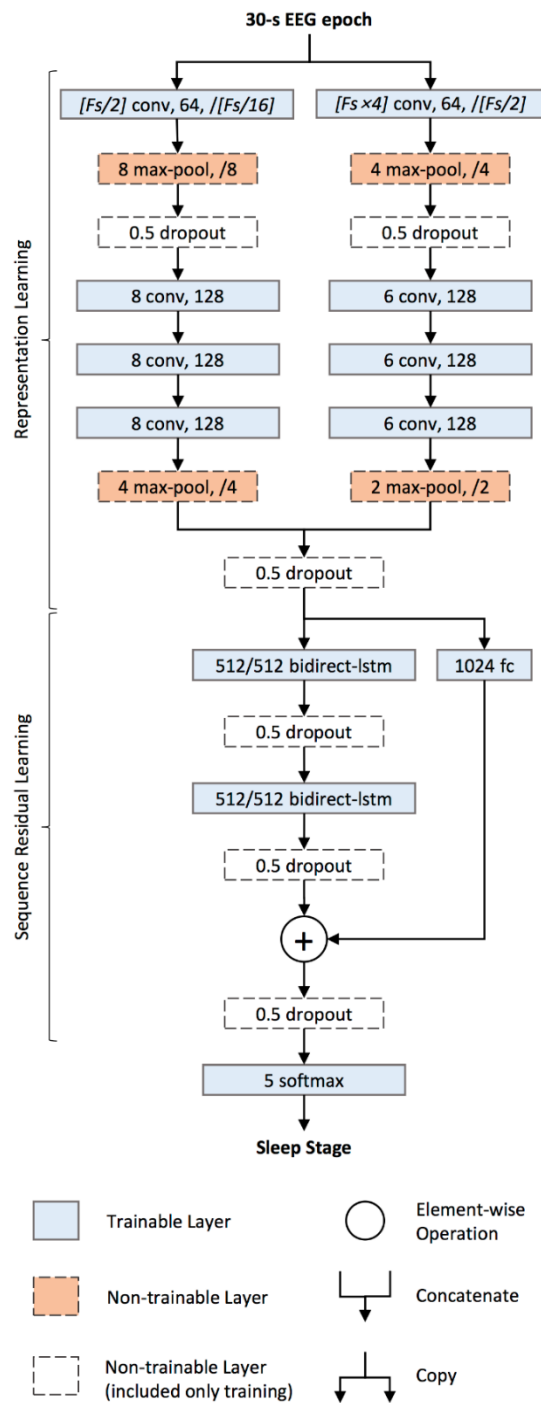 30-s EEG epoch
Representation Learning
[Fs/2] conv, 64, /[Fs/16]
[Fs×4] conv, 64, /[Fs/2]
8 max-pool, /8
4 max-pool, /4
0.5 dropout
0.5 dropout
8 conv, 128
6 conv, 128
8 conv, 128
6 conv, 128
8 conv, 128
6 conv, 128
4 max-pool, /4
2 max-pool, /2
0.5 dropout
Sequence Residual Learning
512/512 bidirect-lstm
1024 fc
0.5 dropout
512/512 bidirect-lstm
0.5 dropout
+
0.5 dropout
5 softmax
Sleep Stage
Trainable Layer
Element-wise
Operation
Non-trainable Layer
Concatenate
Non-trainable Layer
(included only training)
Copy